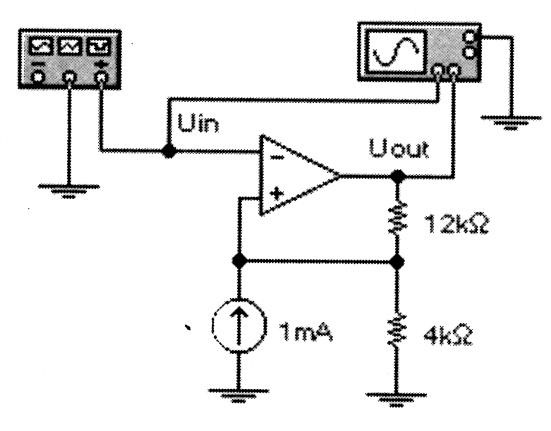 − +
Uin
Uout
−
+
12kΩ
1mA
4kΩ